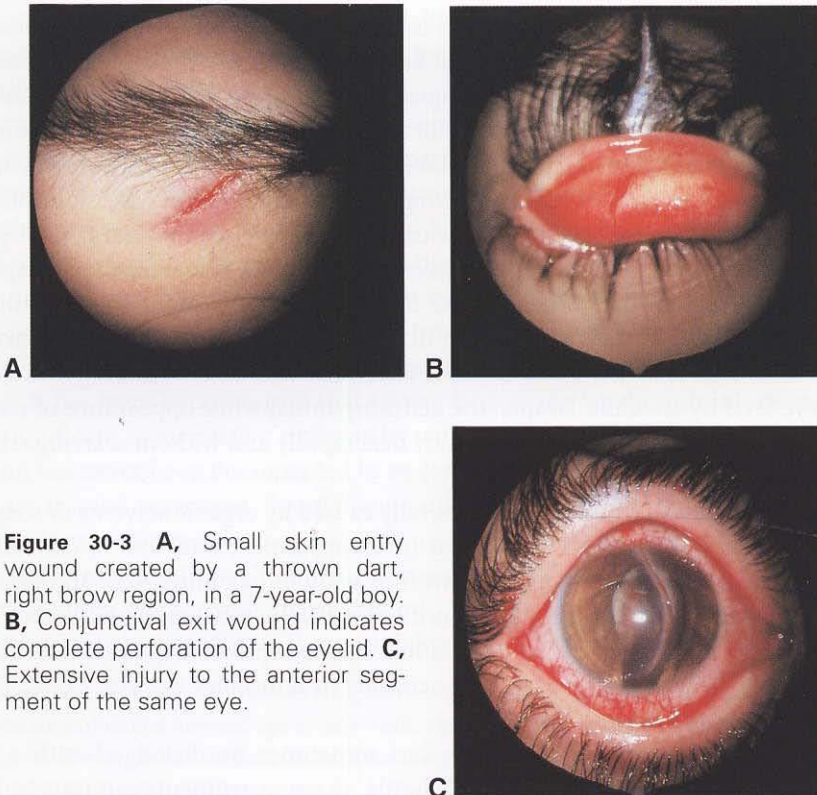 A
B
Figure 30-3 A, Small skin entry
wound created by a thrown dart,
right brow region, in a 7-year-old boy.
B, Conjunctival exit wound indicates
complete perforation of the eyelid. C,
Extensive injury to the anterior seg-
ment of the same eye.
C